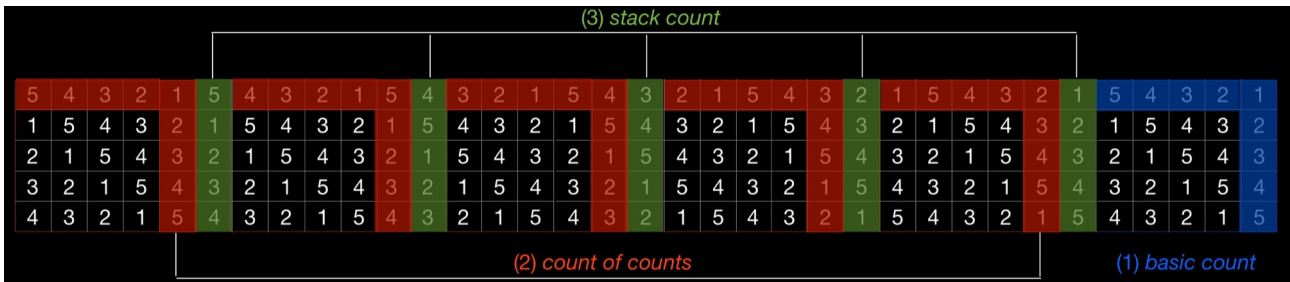 (3) stack count
5 4 3 2 1 5 4 3 2 1 5 4 3 2 1 5 4 3 2 1 5 4 3 2 1 5 4 3 2 1 5 4 3 2 1
1 5 4 3 2 1 5 4 3 2 1 5 4 3 2 1 5 4 3 2 1 5 4 3 2 1 5 4 3 2 1 5 4 3 2
2 1 5 4 3 2 1 5 4 3 2 1 5 4 3 2 1 5 4 3 2 1 5 4 3 2 1 5 4 3 2 1 5 4 3
3 2 1 5 4 3 2 1 5 4 3 2 1 5 4 3 2 1 5 4 3 2 1 5 4 3 2 1 5 4 3 2 1 5 4
4 3 2 1 5 4 3 2 1 5 4 3 2 1 5 4 3 2 1 5 4 3 2 1 5 4 3 2 1 5 4 3 2 1 5
(2) count of counts (1) basic count